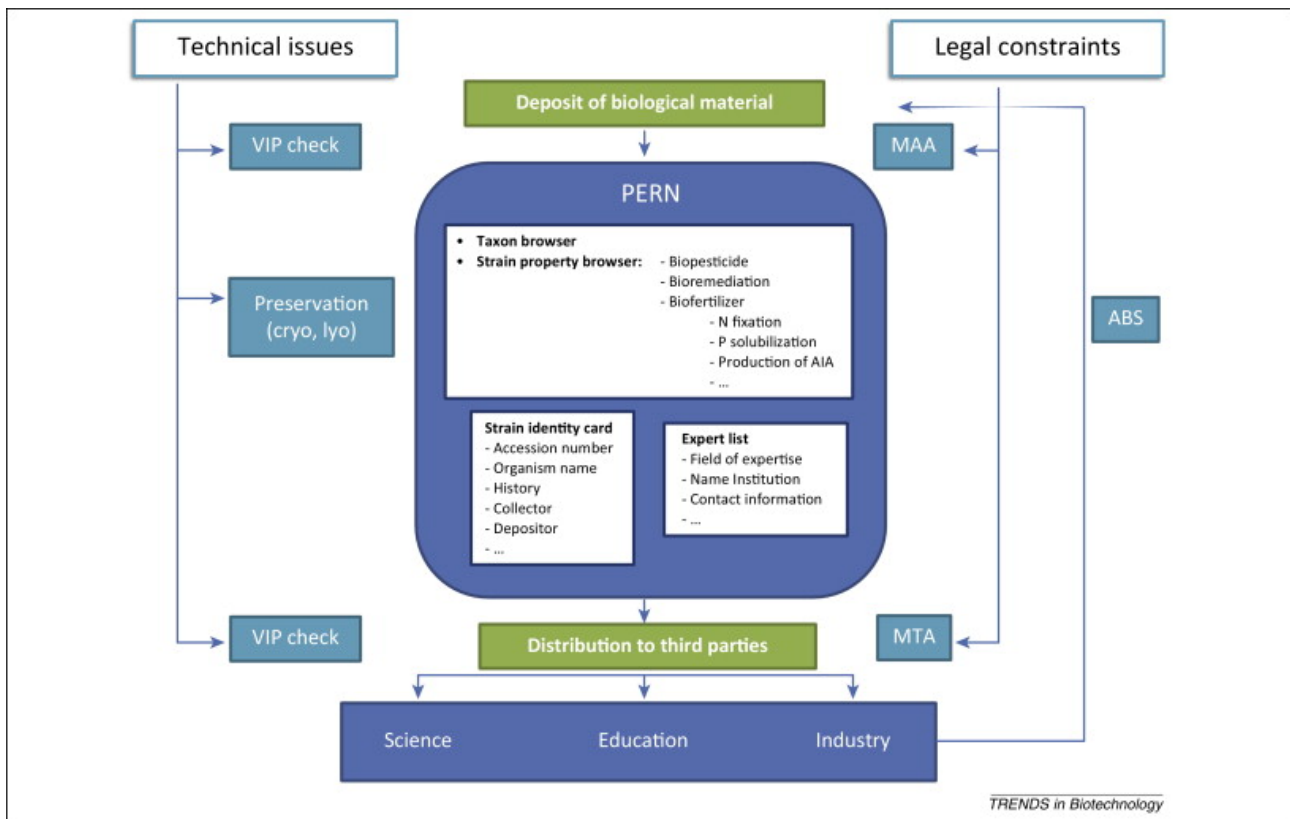 Technical issues
Legal constraints
Deposit of biological material
VIP check
MAA
PERN
• Taxon browser
• Strain property browser: - Biopesticide
- Bioremediation
- Biofertilizer
- N fixation
- P solubilization
- Production of AIA
- ...
Preservation
(cryo, lyo)
ABS
Strain identity card
- Accession number
- Organism name
- History
- Collector
- Depositor
- ...
Expert list
- Field of expertise
- Name Institution
- Contact information
- ...
VIP check
Distribution to third parties
MTA
Science
Education
Industry
TRENDS in Biotechnology